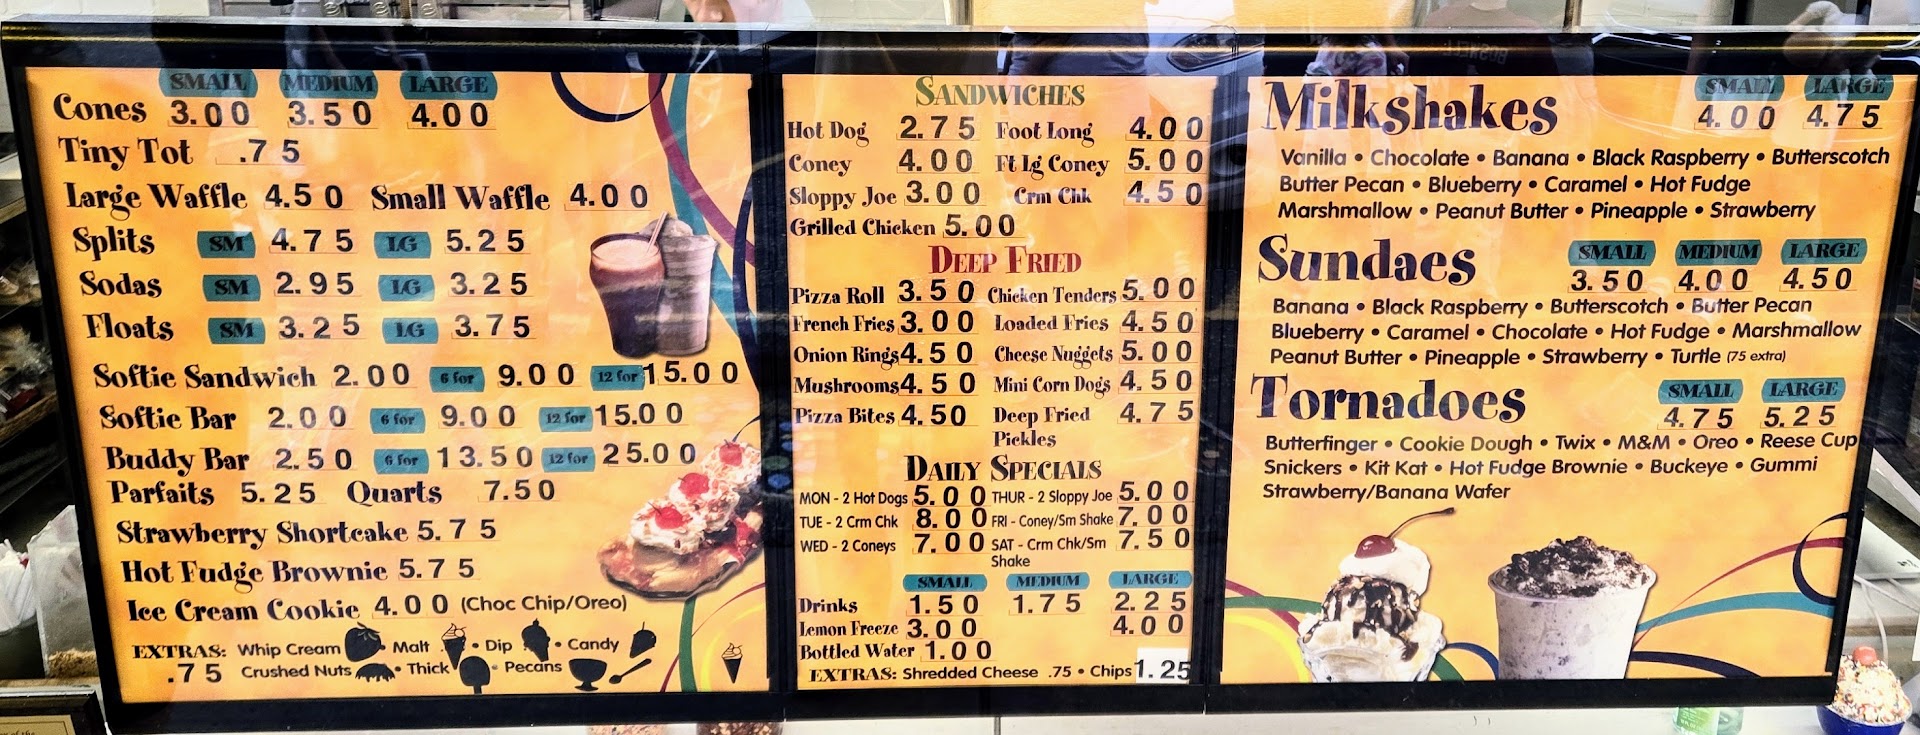 SMALL MEDIUM LARGE
Cones 3.00 3.50 4.00
Tiny Tot .75
Large Waffle 4.50 Small Waffle 4.00
Splits SM 4.75 LG 5.25
Sodas SM 2.95 LG 3.25
Floats SM 3.25 LG 3.75
Softie Sandwich 2.00 6 for 9.00 12 for 15.00
Softie Bar 2.00 6 for 9.00 12 for 15.00
Buddy Bar 2.50 6 for 13.50 12 for 25.00
Parfaits 5.25 Quarts 7.50
Strawberry Shortcake 5.75
Hot Fudge Brownie 5.75
Ice Cream Cookie 4.00 (Choc Chip/Oreo)
EXTRAS: Whip Cream • Malt • Dip • Candy
.75 Crushed Nuts • Thick • Pecans
SANDWICHES
Hot Dog 2.75 Foot Long 4.00
Coney 4.00 Ft lg Coney 5.00
Sloppy Joe 3.00 Crm Chk 4.50
Grilled Chicken 5.00
DEEP FRIED
Pizza Roll 3.50 Chicken Tenders 5.00
French Fries 3.00 Loaded Fries 4.50
Onion Rings 4.50 Cheese Nuggets 5.00
Mushrooms 4.50 Mini Corn Dogs 4.50
Pizza Bites 4.50 Deep Fried 4.75
Pickles
DAILY SPECIALS
MON - 2 Hot Dogs 5.00 THUR - 2 Sloppy Joe 5.00
TUE - 2 Crm Chk 8.00 FRI - Coney/Sm Shake 7.00
WED - 2 Coneys 7.00 SAT - Crm Chk/Sm 7.50
Shake
SMALL MEDIUM LARGE
Drinks 1.50 1.75 2.25
Lemon Freeze 3.00 4.00
Bottled Water 1.00
EXTRAS: Shredded Cheese .75 • Chips 1.25
SMALL LARGE
Milkshakes 4.00 4.75
Vanilla • Chocolate • Banana • Black Raspberry • Butterscotch
Butter Pecan • Blueberry • Caramel • Hot Fudge
Marshmallow • Peanut Butter • Pineapple • Strawberry
SMALL MEDIUM LARGE
Sundaes 3.50 4.00 4.50
Banana • Black Raspberry • Butterscotch • Butter Pecan
Blueberry • Caramel • Chocolate • Hot Fudge • Marshmallow
Peanut Butter • Pineapple • Strawberry • Turtle (75 extra)
SMALL LARGE
Tornadoes 4.75 5.25
Butterfinger • Cookie Dough • Twix • M&M • Oreo • Reese Cup
Snickers • Kit Kat • Hot Fudge Brownie • Buckeye • Gummi
Strawberry/Banana Wafer